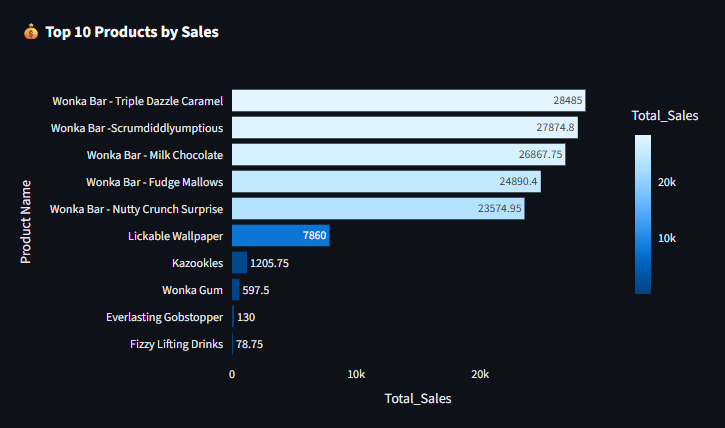 💰 Top 10 Products by Sales
Product Name
Wonka Bar - Triple Dazzle Caramel 28485
Wonka Bar -Scrumdiddlyumptious 27874.8
Wonka Bar - Milk Chocolate 26867.75
Wonka Bar - Fudge Mallows 24890.4
Wonka Bar - Nutty Crunch Surprise 23574.95
Lickable Wallpaper 7860
Kazookles 1205.75
Wonka Gum 597.5
Everlasting Gobstopper 130
Fizzy Lifting Drinks 78.75
0 10k 20k
Total_Sales
Total_Sales
20k
10k